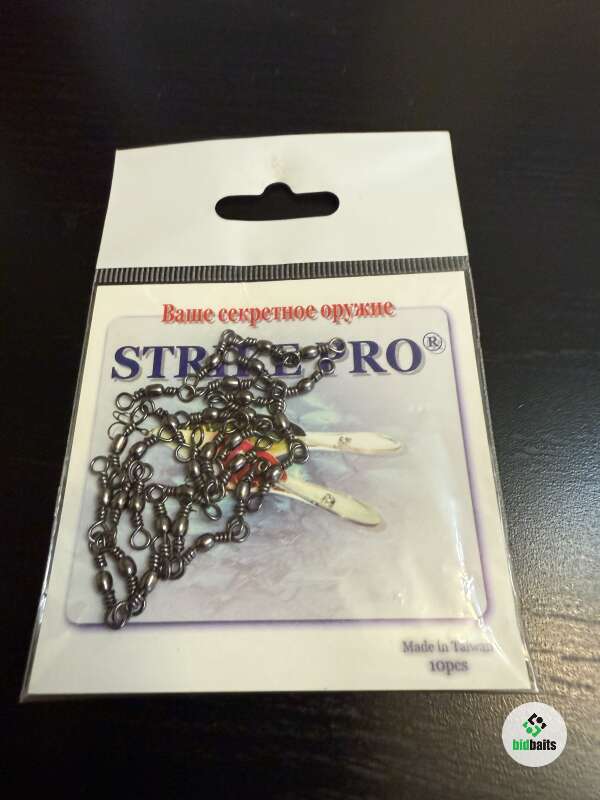 Ваше секретное оружие
STRIKE PRO®
Made in Taiwan
10pcs
bidbaits